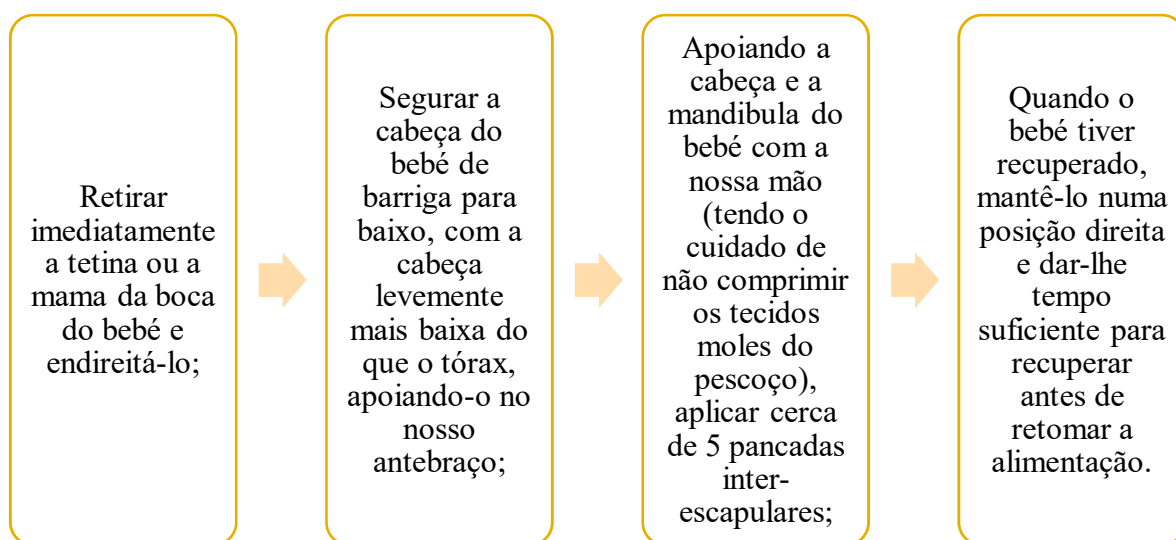 Retirar
imediatamente
a tetina ou a
mama da boca
do bebé e
endireitá-lo;
Segurar a
cabeça do
bebé de
barriga para
baixo, com a
cabeça
levemente
mais baixa do
que o tórax,
apoiando-o no
nosso
antebraço;
Apoiando a
cabeça e a
mandibula do
bebé com a
nossa mão
(tendo o
cuidado de
não comprimir
os tecidos
moles do
pescoço),
aplicar cerca
de 5 pancadas
inter-
escapulares;
Quando o
bebé tiver
recuperado,
mantê-lo numa
posição direita
e dar-lhe
tempo
suficiente para
recuperar
antes de
retomar a
alimentação.